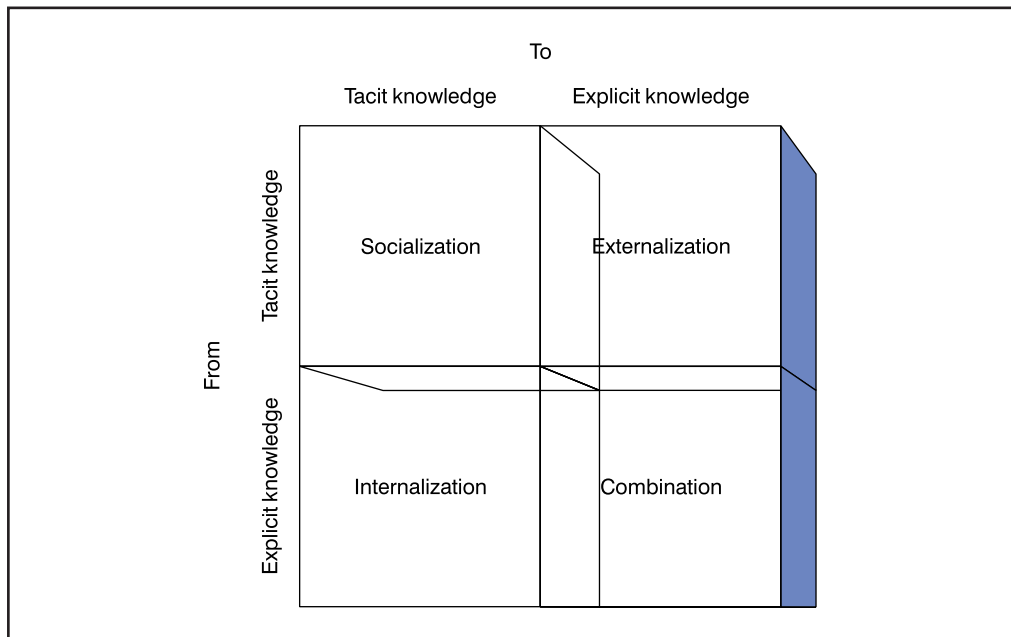 To
Tacit knowledge
Explicit knowledge
From
Tacit knowledge
Socialization
Externalization
Explicit knowledge
Internalization
Combination